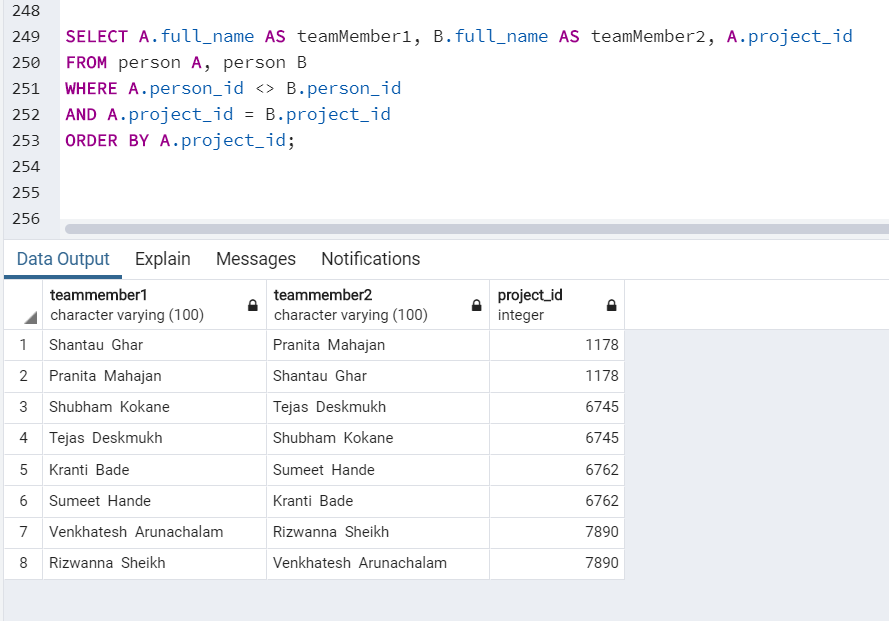 248
249 SELECT A.full_name AS teamMember1, B.full_name AS teamMember2, A.project_id
250 FROM person A, person B
251 WHERE A.person_id <> B.person_id
252 AND A.project_id = B.project_id
253 ORDER BY A.project_id;
254
255
256
Data Output Explain Messages Notifications
teammember1 teammember2 project_id
character varying (100) character varying (100) integer
1 Shantau Ghar Pranita Mahajan 1178
2 Pranita Mahajan Shantau Ghar 1178
3 Shubham Kokane Tejas Deskmukh 6745
4 Tejas Deskmukh Shubham Kokane 6745
5 Kranti Bade Sumeet Hande 6762
6 Sumeet Hande Kranti Bade 6762
7 Venkhatesh Arunachalam Rizwanna Sheikh 7890
8 Rizwanna Sheikh Venkhatesh Arunachalam 7890